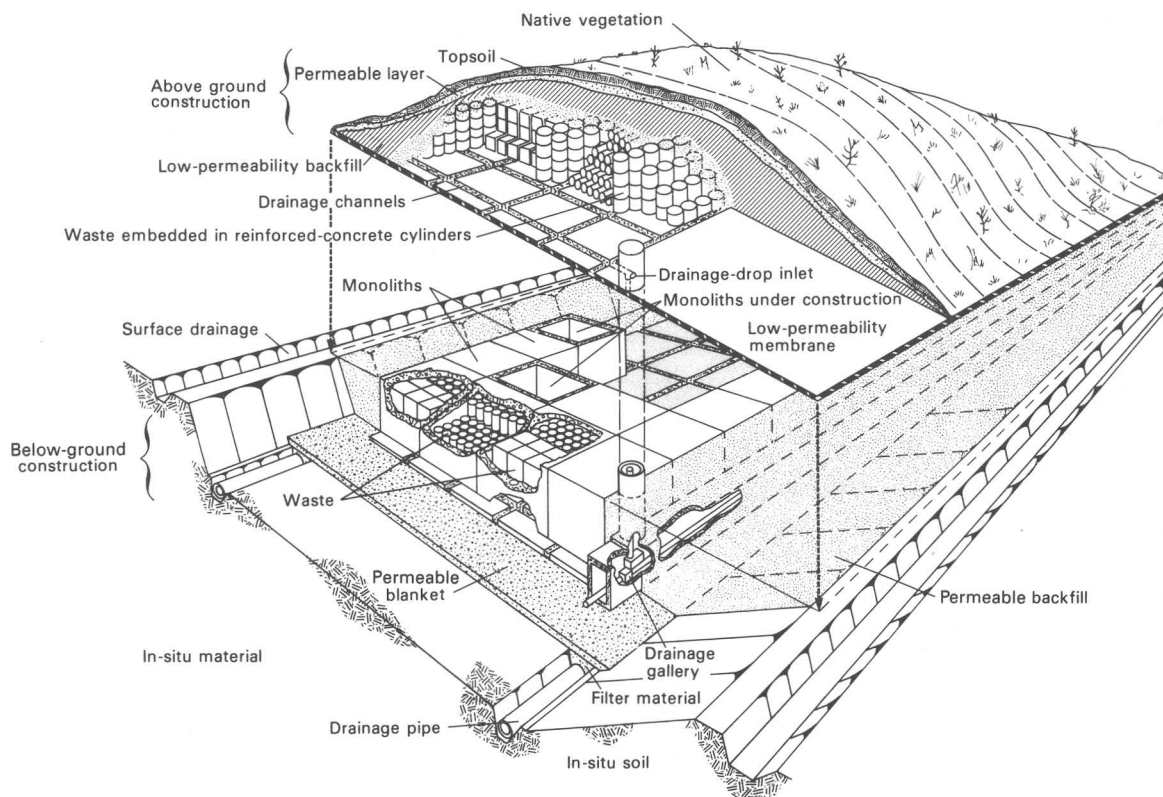 Native vegetation
Topsoil
Above ground
construction
Permeable layer
Low-permeability backfill
Drainage channels
Waste embedded in reinforced-concrete cylinders
Drainage-drop inlet
Monoliths
Monoliths under construction
Surface drainage
Low-permeability
membrane
Below-ground
construction
Waste
Permeable
blanket
Permeable backfill
In-situ material
Drainage
gallery
Filter material
Drainage pipe
In-situ soil